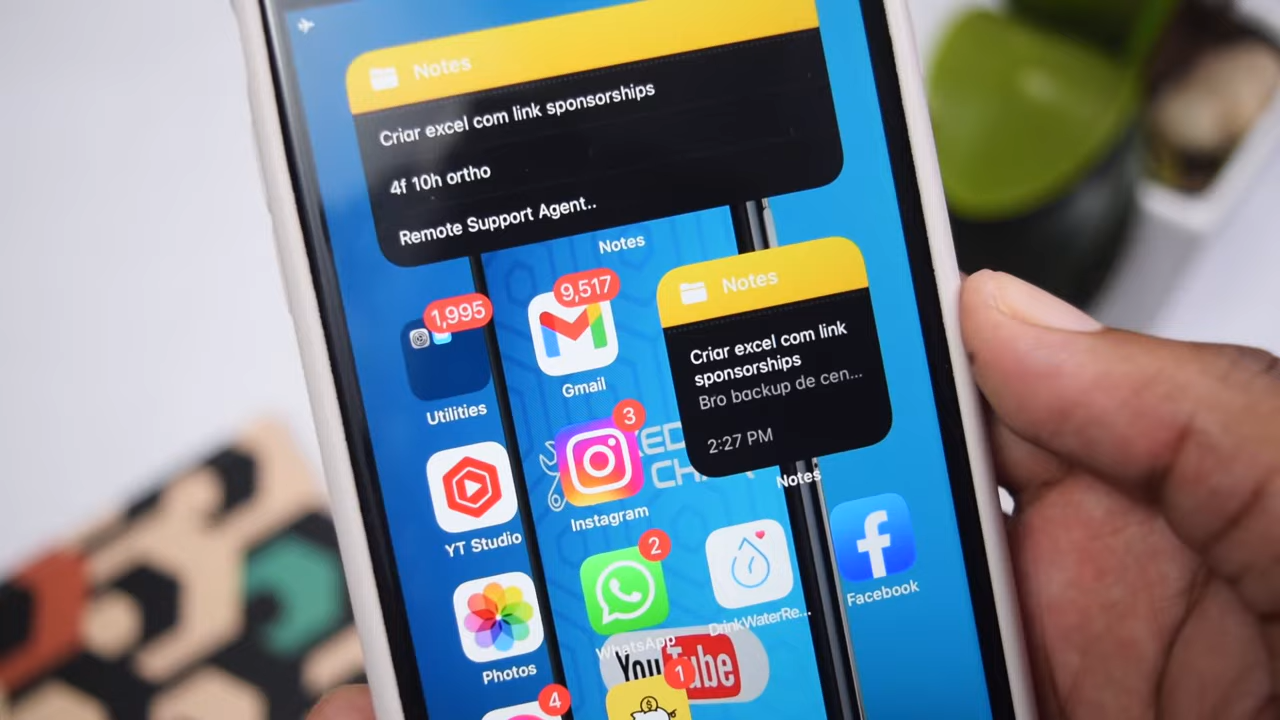 Notes
Criar excel com link sponsorships
4f 10h ortho
Remote Support Agent..
Notes
1,995
Utilities
9,517
Gmail
Notes
Criar excel com link
sponsorships
Bro backup de cen...
2:27 PM
Notes
YT Studio
3
Instagram
Photos
2
WhatsApp
DrinkWaterRe...
Facebook
YouTube
4
1